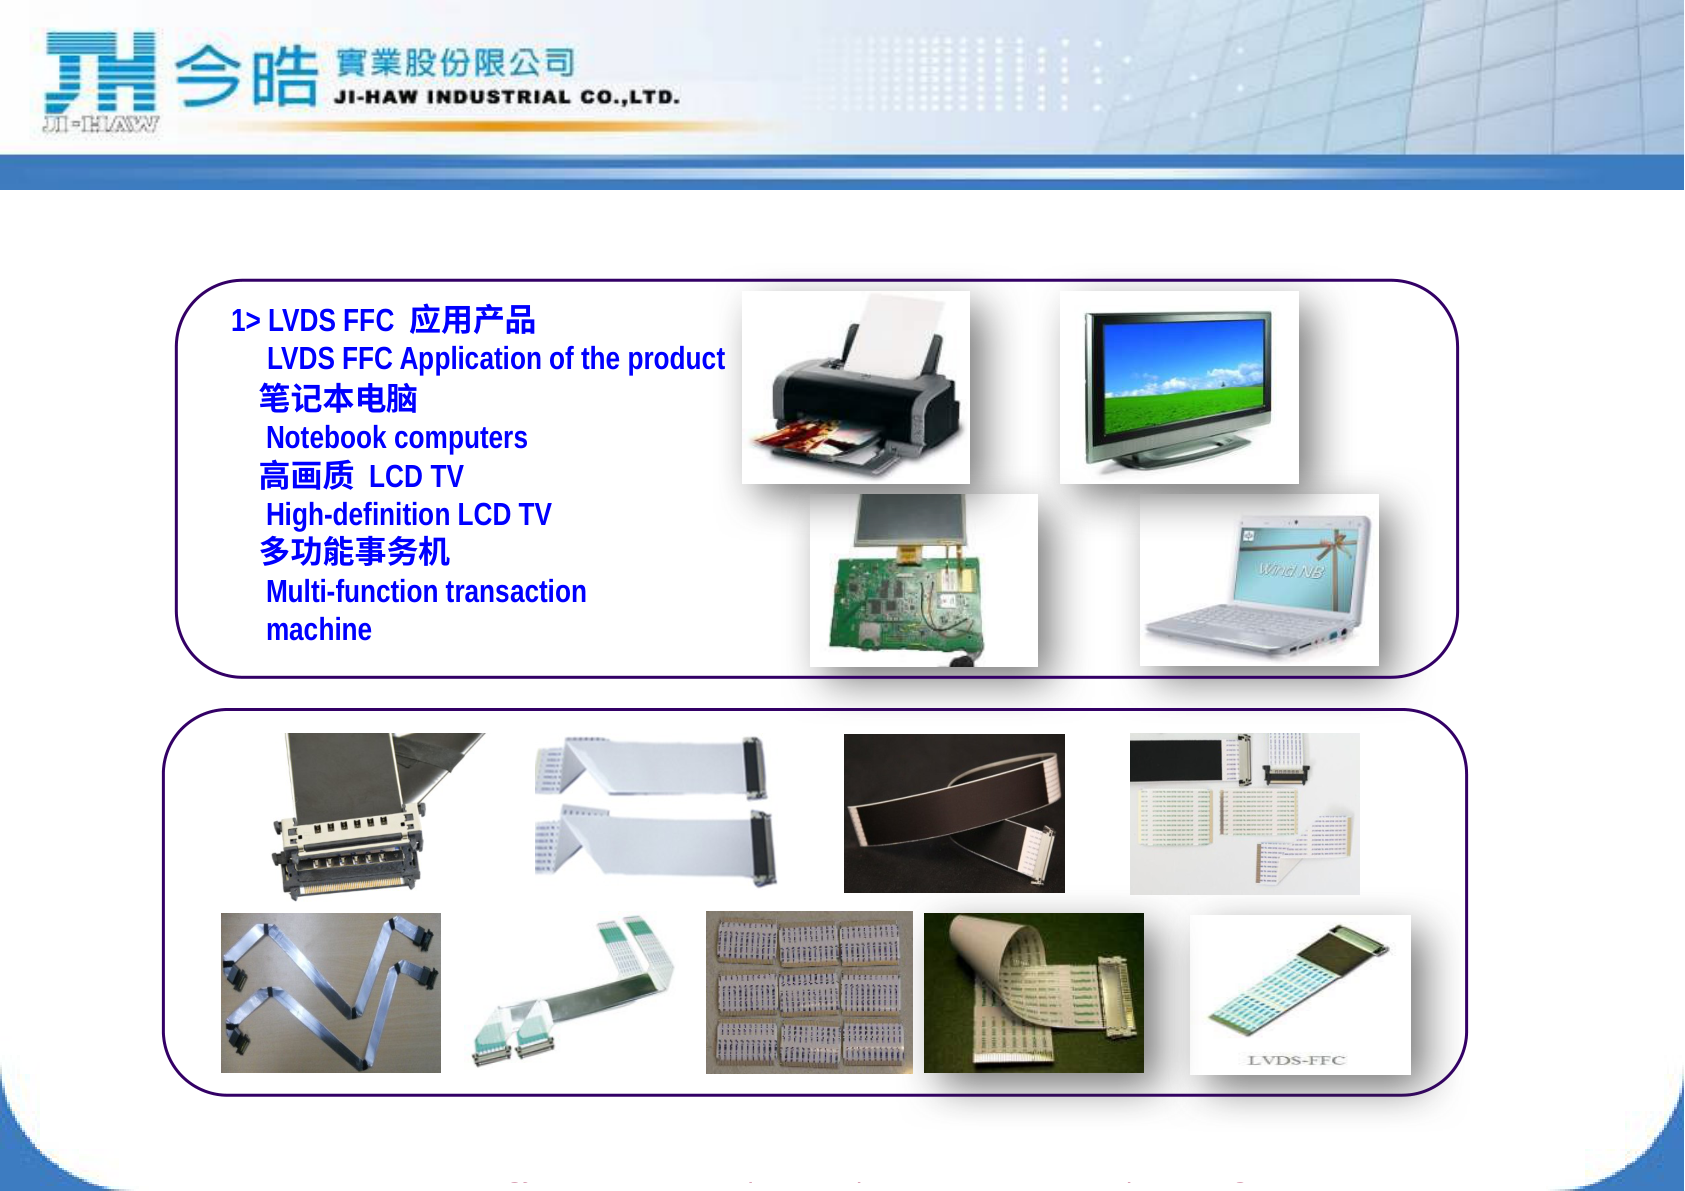 JH 今皓 實業股份限公司
JI-HAW INDUSTRIAL CO.,LTD.
JI-HAW
1> LVDS FFC 应用产品
LVDS FFC Application of the product
笔记本电脑
Notebook computers
高画质 LCD TV
High-definition LCD TV
多功能事务机
Multi-function transaction
machine
Wind NB
LVDS-FFC